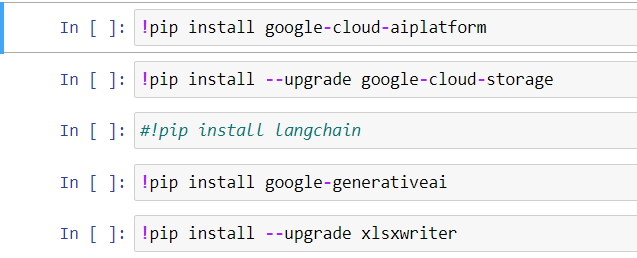 In [ ]: !pip install google-cloud-aiplatform
In [ ]: !pip install --upgrade google-cloud-storage
In [ ]: #!pip install langchain
In [ ]: !pip install google-generativeai
In [ ]: !pip install --upgrade xlsxwriter